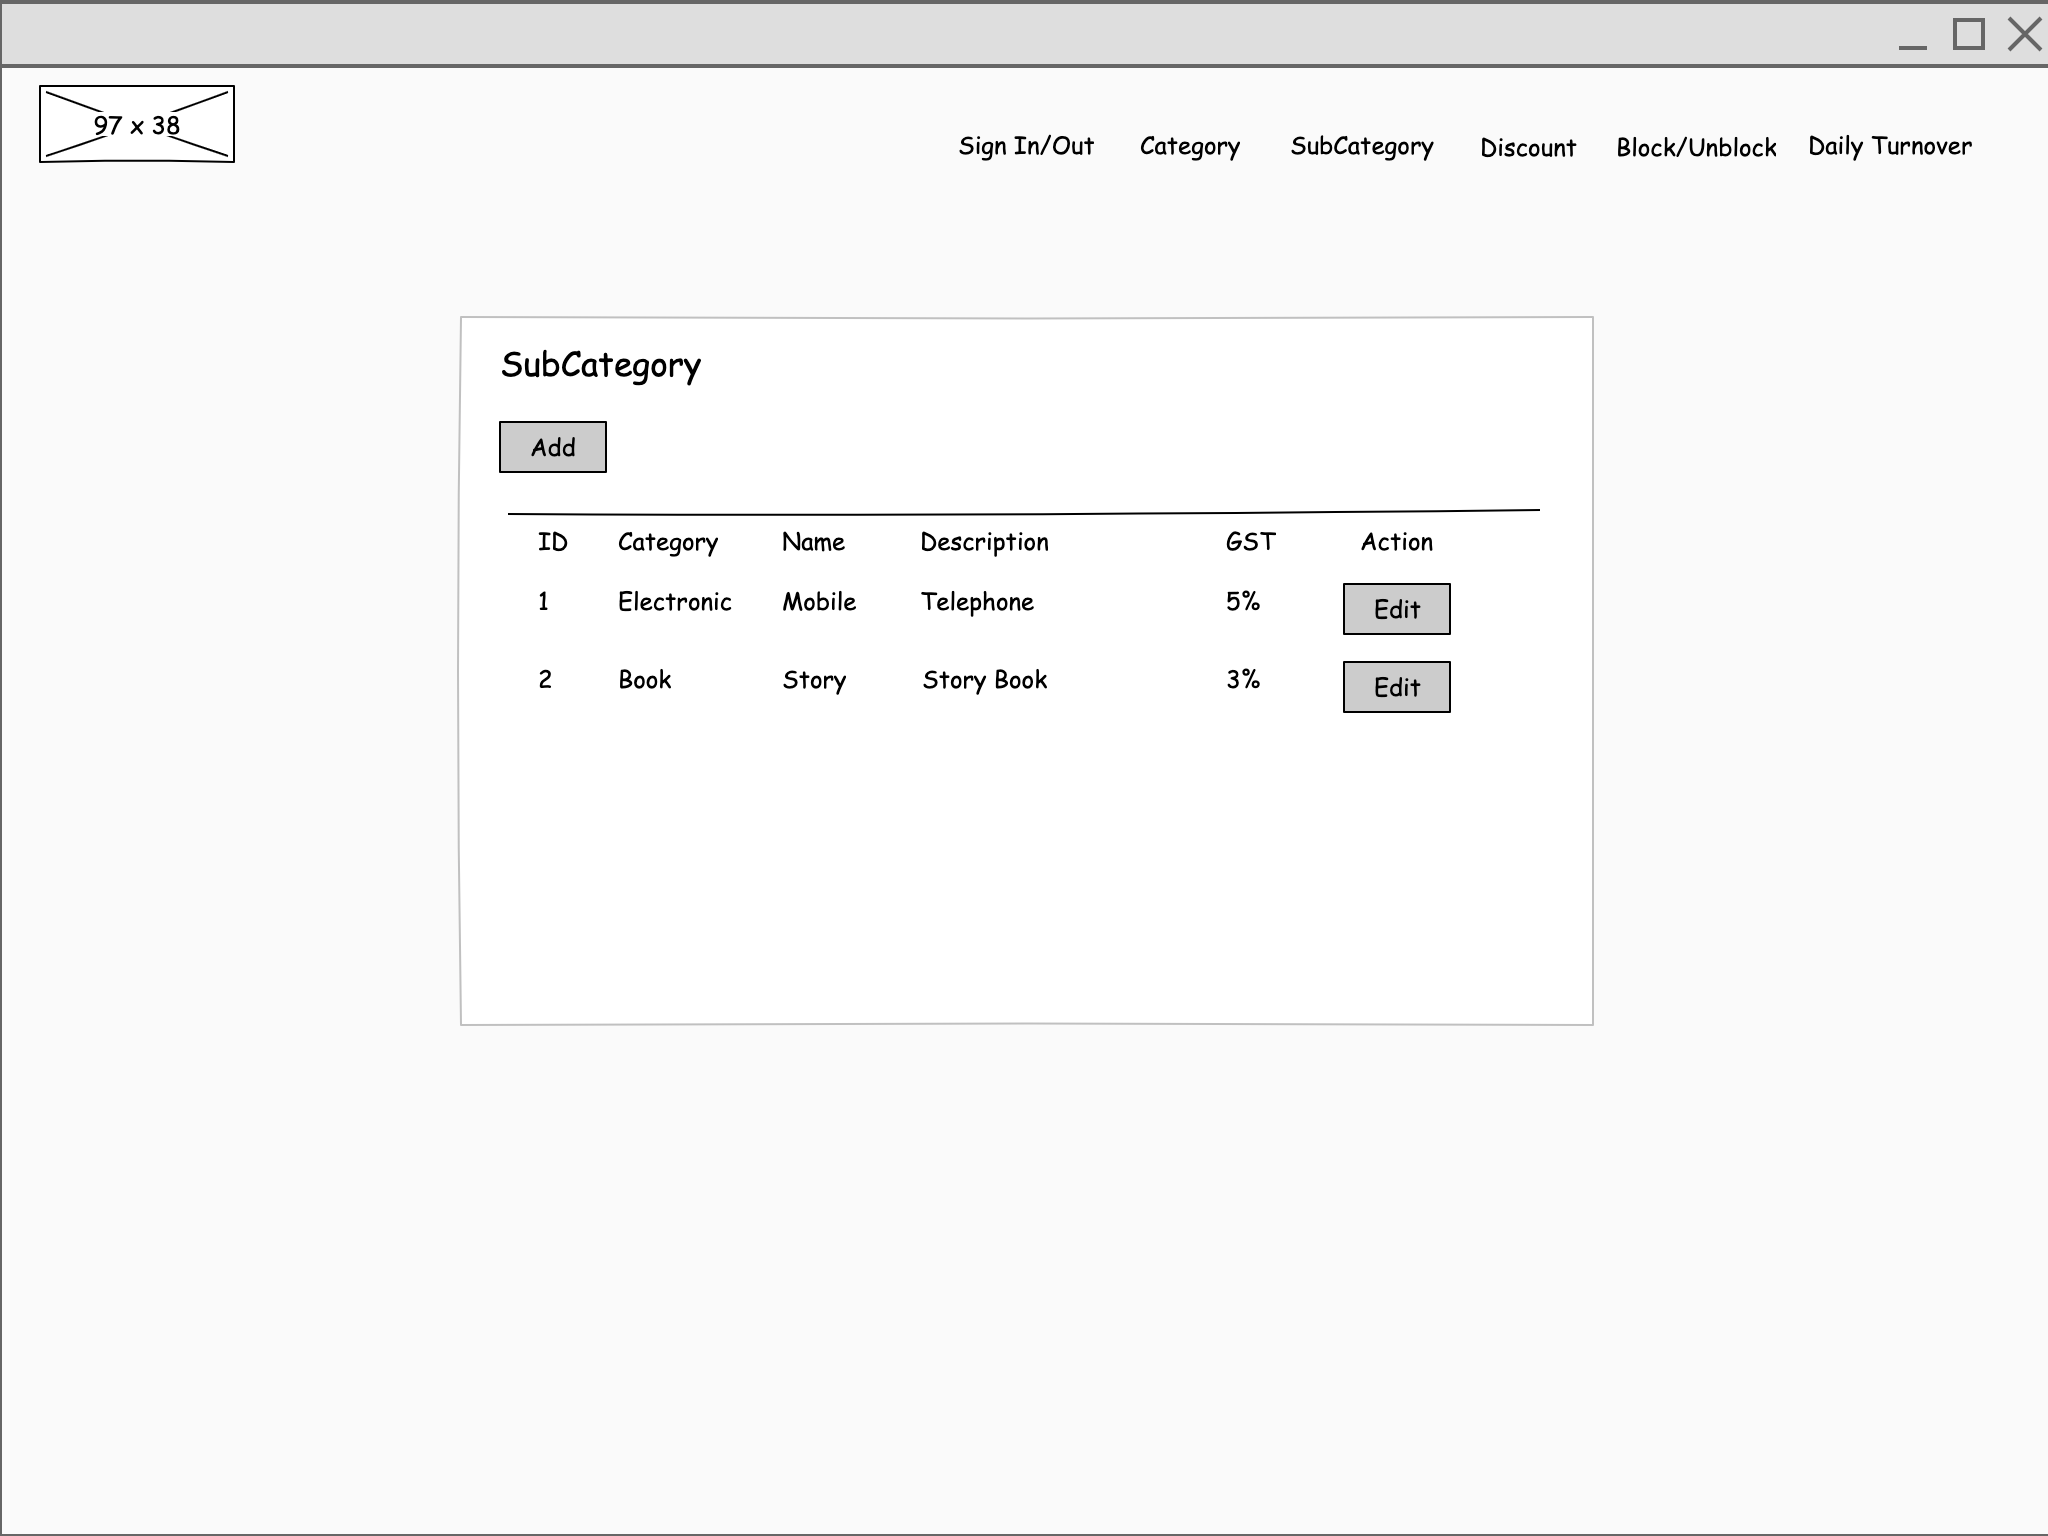 97 x 38
Sign In/Out Category SubCategory Discount Block/Unblock Daily Turnover
SubCategory
Add
ID Category Name Description GST Action
1 Electronic Mobile Telephone 5% Edit
2 Book Story Story Book 3% Edit